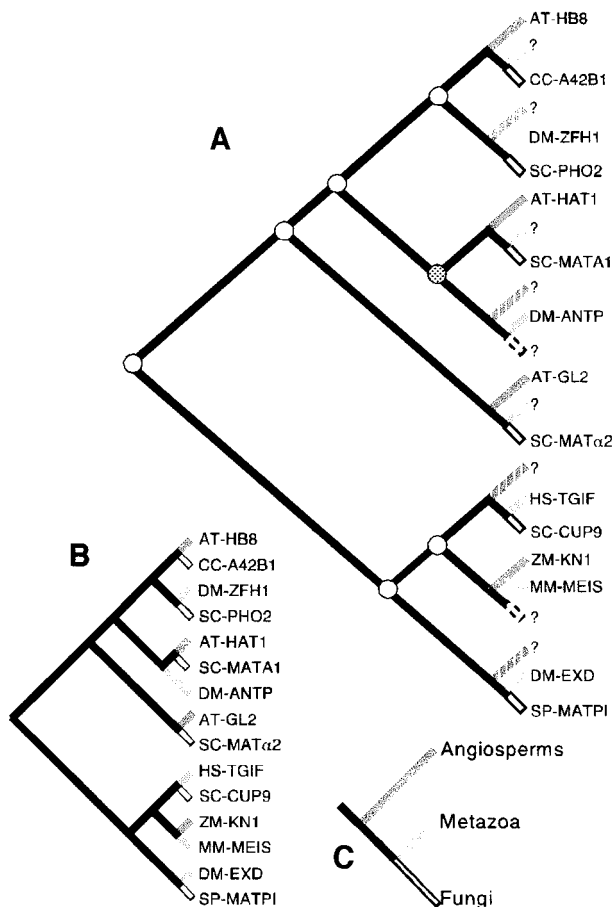 A
AT-HB8
?
CC-A42B1
?
DM-ZFH1
SC-PHO2
AT-HAT1
?
SC-MATA1
?
DM-ANTP
?
AT-GL2
?
SC-MATα2
?
HS-TGIF
SC-CUP9
ZM-KN1
MM-MEIS
?
?
DM-EXD
SP-MATPI
B
AT-HB8
CC-A42B1
DM-ZFH1
SC-PHO2
AT-HAT1
SC-MATA1
DM-ANTP
AT-GL2
SC-MATα2
HS-TGIF
SC-CUP9
ZM-KN1
MM-MEIS
DM-EXD
SP-MATPI
C
Angiosperms
Metazoa
Fungi